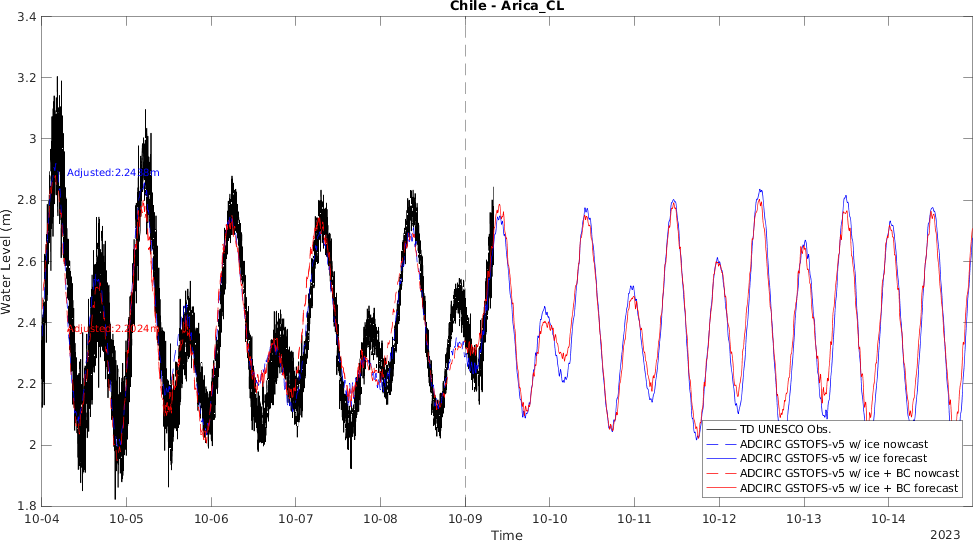 Chile - Arica_CL
3.4
3.2
3
2.8
2.6
2.4
2.2
2
1.8
Water Level (m)
Adjusted:2.24
Adjusted:2.2024m
TD UNESCO Obs.
ADCIRC GSTOFS-v5 w/ ice nowcast
ADCIRC GSTOFS-v5 w/ ice forecast
ADCIRC GSTOFS-v5 w/ ice + BC nowcast
ADCIRC GSTOFS-v5 w/ ice + BC forecast
10-04 10-05 10-06 10-07 10-08 10-09 10-10 10-11 10-12 10-13 10-14
Time
2023